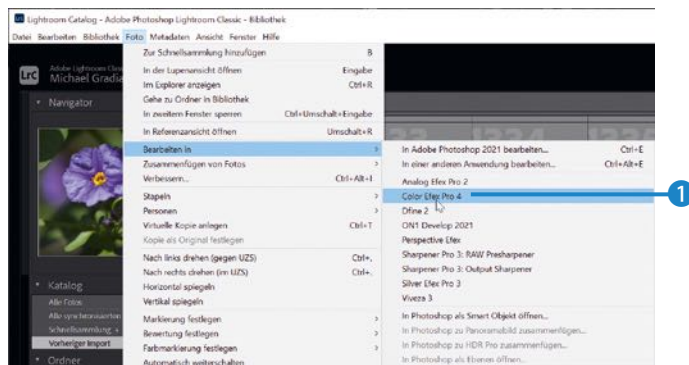 Lightroom Catalog - Adobe Photoshop Lightroom Classic - Bibliothek
Datei Bearbeiten Bibliothek Foto Metadaten Ansicht Fenster Hilfe
LrC
Adobe Lightroom
Michael Gradia
Navigator
Zur Schnellsammlung hinzufügen B
In der Lupenansicht öffnen Eingabe
Im Explorer anzeigen Ctrl+R
Gehe zu Ordner in Bibliothek
In zweitem Fenster sperren Ctrl+Umschalt+Eingabe
In Referenzansicht öffnen Umschalt+R
Bearbeiten in
Zusammenfügen von Fotos
Verbessern... Ctrl+Alt+I
Stapeln
Personen
Virtuelle Kopie anlegen Ctrl+T
Kopie als Original festlegen
Nach links drehen (gegen UZS) Ctrl+,
Nach rechts drehen (im UZS) Ctrl+.
Horizontal spiegeln
Vertikal spiegeln
Markierung festlegen
Bewertung festlegen
Farbmarkierung festlegen
Automatisch weiterschalten
In Adobe Photoshop 2021 bearbeiten... Ctrl+E
In einer anderen Anwendung bearbeiten... Ctrl+Alt+E
Analog Efex Pro 2
Color Efex Pro 4
1
Dfine 2
ON1 Develop 2021
Perspective Efex
Sharpener Pro 3: RAW Presharpener
Sharpener Pro 3: Output Sharpener
Silver Efex Pro 3
Viveza 3
In Photoshop als Smart Objekt öffnen...
In Photoshop zu Panoramabild zusammenfügen...
In Photoshop zu HDR Pro zusammenfügen...
In Photoshop als Ebenen öffnen...
Katalog
Alle Fotos
Alle synchronisierten
Schnellsammlung +
Vorheriger Import
Ordner